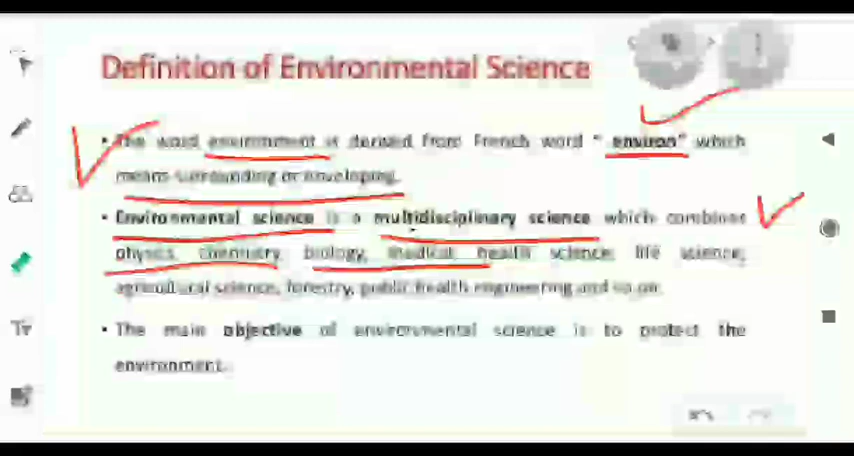 Definition of Environmental Science
• The word environment is derived from French word " environ" which
means surrounding or enveloping.
• Environmental science is a multidisciplinary science which combines
physics, chemistry, biology, medical, health science, life science,
agricultural science, forestry, public health engineering and so on.
• The main objective of environmental science is to protect the
environment.